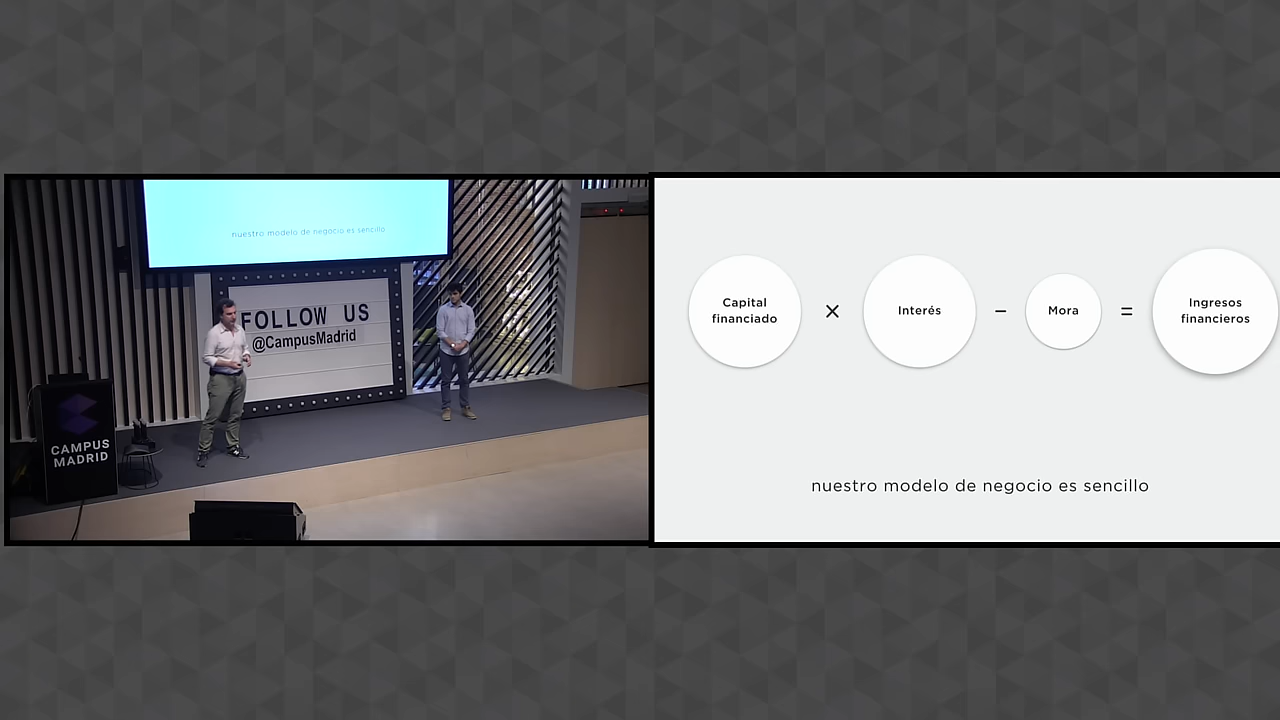 nuestro modelo de negocio es sencillo
FOLLOW US
@CampusMadrid
CAMPUS
MADRID
Capital
financiado
×
Interés
−
Mora
=
Ingresos
financieros
nuestro modelo de negocio es sencillo